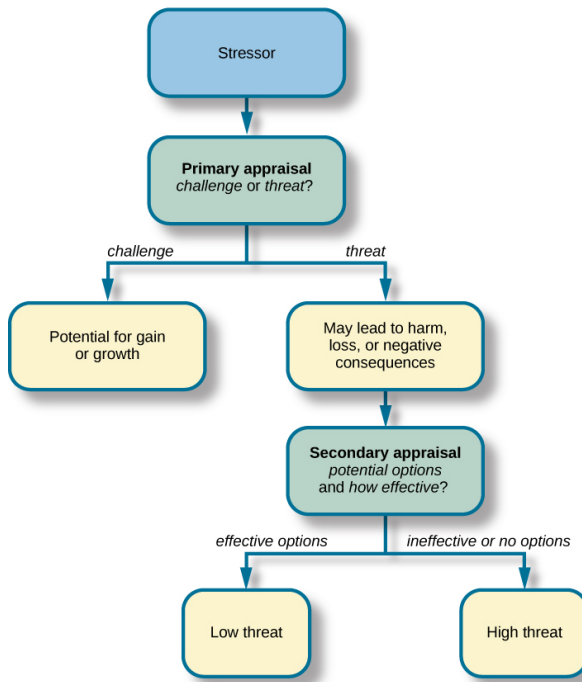 Stressor
Primary appraisal
challenge or threat?
challenge
threat
Potential for gain
or growth
May lead to harm,
loss, or negative
consequences
Secondary appraisal
potential options
and how effective?
effective options
ineffective or no options
Low threat
High threat